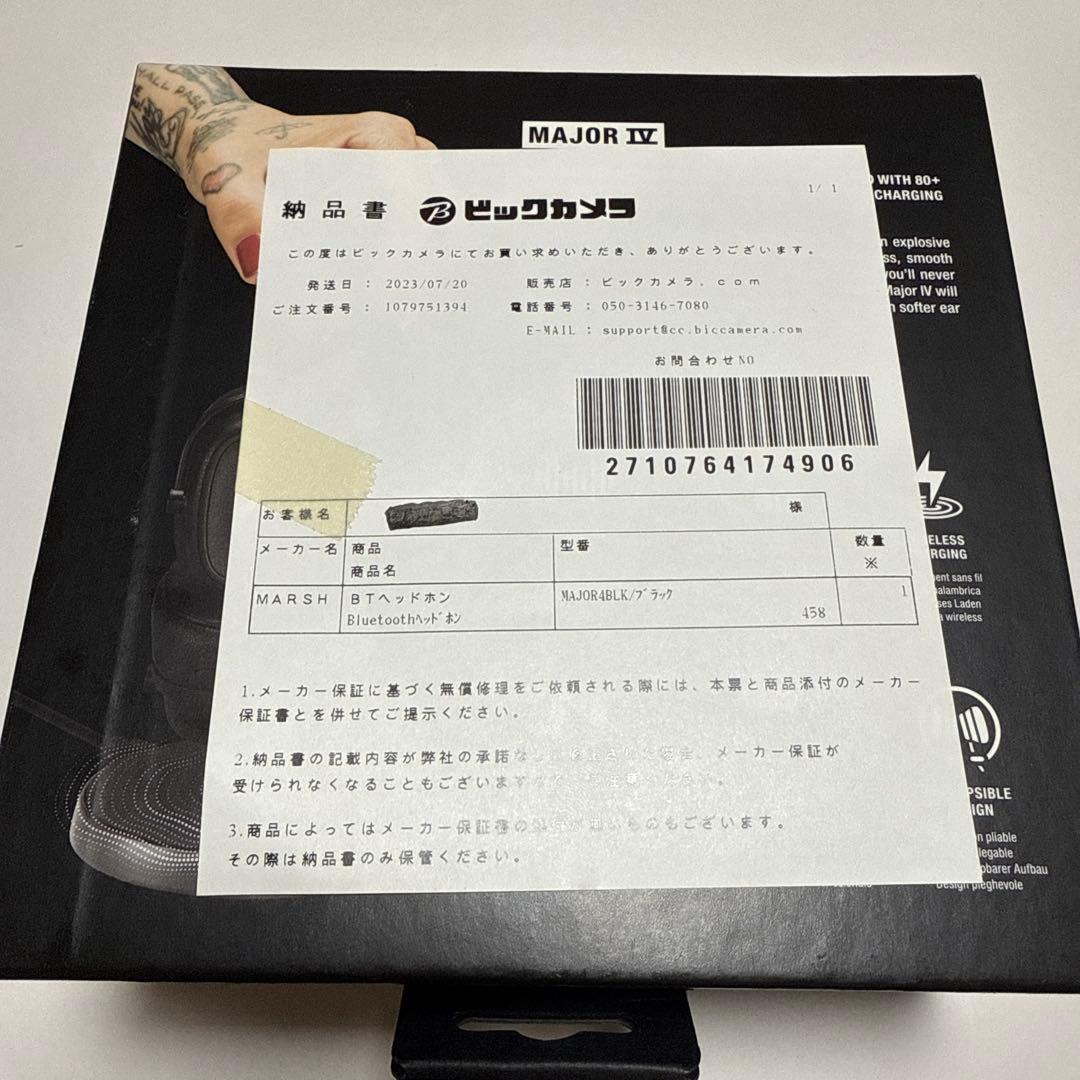 HALL PASS
MAJOR IV
WITH 80+
CHARGING
explosive
ss, smooth
you'll never
Major IV will
softer ear
1/ 1
納品書 ビックカメラ
この度はビックカメラにてお買い求めいただき、ありがとうございます。
発送日 : 2023/07/20 販売店 : ビックカメラ.com
ご注文番号 : 1079751394 電話番号 : 050-3146-7080
E-MAIL : support@cc.biccamera.com
お問合わせNO
2710764174906
お客様名 様
メーカー名 商品 型番 数量
商品名 ※
MARSH BTヘッドホン MAJOR4BLK/ブラック 1
Bluetoothヘッドホン 458
1.メーカー保証に基づく無償修理をご依頼される際には、本票と商品添付のメーカー
保証書とを併せてご提示ください。
2.納品書の記載内容が弊社の承諾な メーカー保証が
受けられなくなることもございます
3.商品によってはメーカー保証書の ものもございます。
その際は納品書のみ保管ください。
ELESS
RGING
ent sans fil
alambrica
ses Laden
wireless
PSIBLE
IGN
n pliable
legable
pbarer Aufbau
Design pieghevole